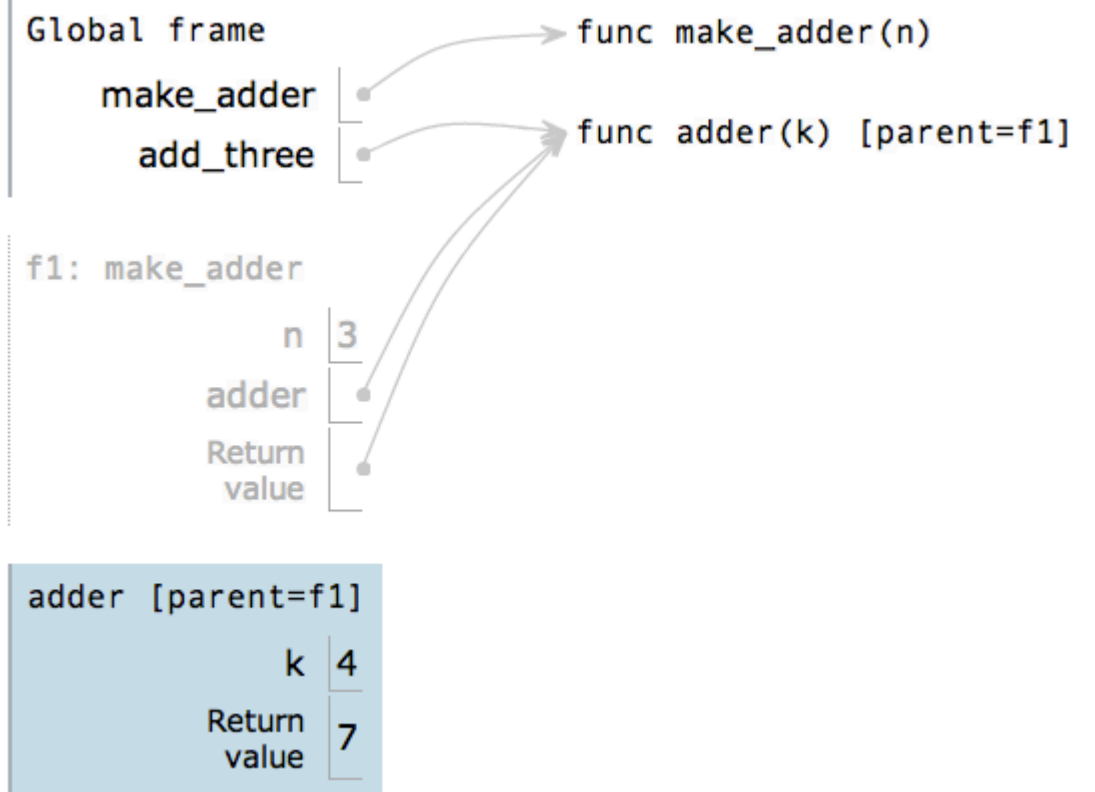 Global frame
make_adder
add_three
func make_adder(n)
func adder(k) [parent=f1]
f1: make_adder
n 3
adder
Return
value
adder [parent=f1]
k 4
Return
value 7